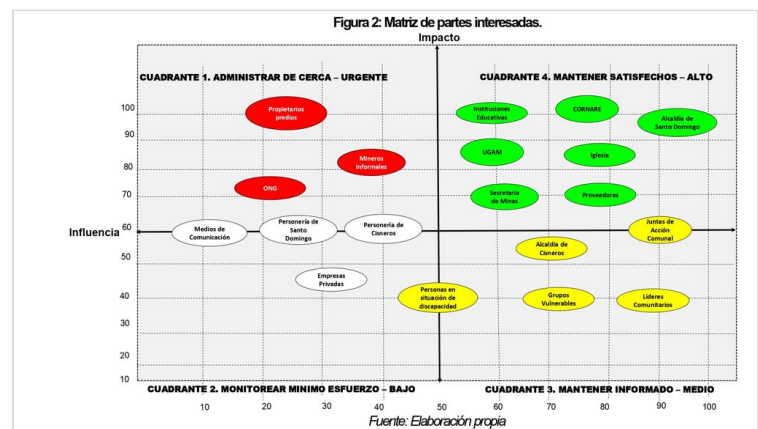 Figura 2: Matriz de partes interesadas.
Impacto
CUADRANTE 1. ADMINISTRAR DE CERCA – URGENTE
CUADRANTE 4. MANTENER SATISFECHOS – ALTO
100
90
80
70
60
50
40
30
20
10
Influencia
Propietarios
predios
Mineros
Informales
ONG
Instituciones
Educativas
CORNARE
Alcaldía de
Santo Domingo
UGAM
Iglesia
Secretaría
de Minas
Proveedores
Medios de
Comunicación
Personería de
Santo
Domingo
Personería de
Cisneros
Empresas
Privadas
Personas en
situación de
discapacidad
Alcaldía de
Cisneros
Juntas de
Acción
Comunal
Grupos
Vulnerables
Líderes
Comunitarios
CUADRANTE 2. MONITOREAR MINIMO ESFUERZO – BAJO
CUADRANTE 3. MANTENER INFORMADO – MEDIO
10 20 30 40 50 60 70 80 90 100
Fuente: Elaboración propia